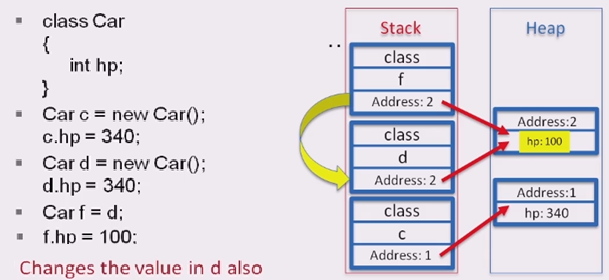 class Car
{
int hp;
}
Car c = new Car();
c.hp = 340;
Car d = new Car();
d.hp = 340;
Car f = d;
f.hp = 100;
Changes the value in d also
Stack
..
class
f
Address: 2
class
d
Address: 2
class
c
Address: 1
Heap
Address:2
hp: 100
Address:1
hp: 340